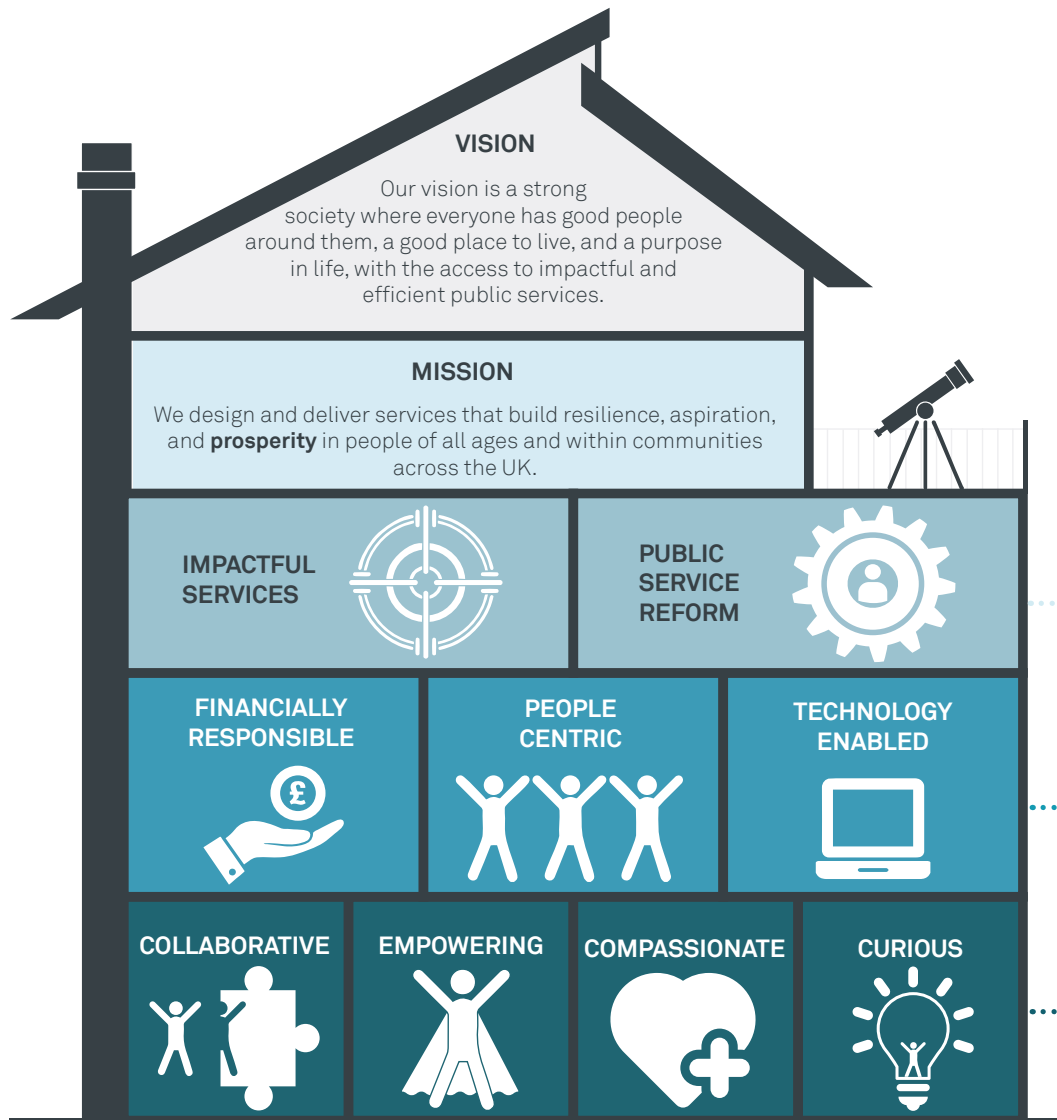 VISION
Our vision is a strong
society where everyone has good people
around them, a good place to live, and a purpose
in life, with the access to impactful and
efficient public services.
MISSION
We design and deliver services that build resilience, aspiration,
and prosperity in people of all ages and within communities
across the UK.
IMPACTFUL
SERVICES
PUBLIC
SERVICE
REFORM
FINANCIALLY
RESPONSIBLE
£
PEOPLE
CENTRIC
TECHNOLOGY
ENABLED
COLLABORATIVE
EMPOWERING
COMPASSIONATE
CURIOUS